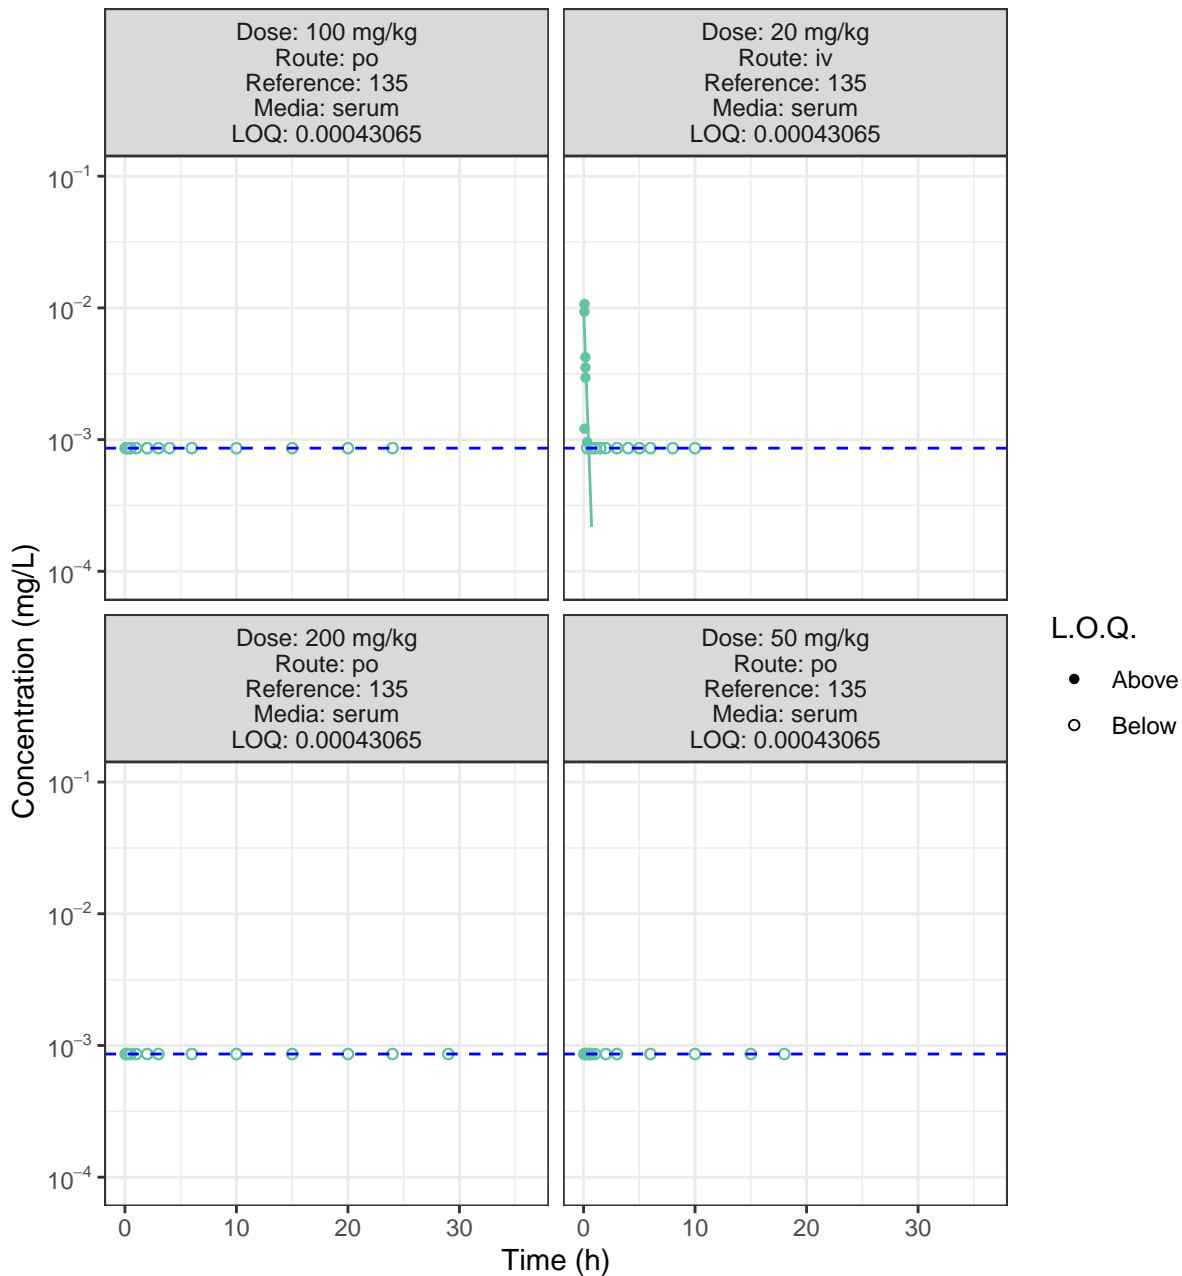 Dose: 100 mg/kg
Route: po
Reference: 135
Media: serum
LOQ: 0.00043065
Dose: 20 mg/kg
Route: iv
Reference: 135
Media: serum
LOQ: 0.00043065
10⁻¹
10⁻²
10⁻³
10⁻⁴
Dose: 200 mg/kg
Route: po
Reference: 135
Media: serum
LOQ: 0.00043065
Dose: 50 mg/kg
Route: po
Reference: 135
Media: serum
LOQ: 0.00043065
10⁻¹
10⁻²
10⁻³
10⁻⁴
0 10 20 30
0 10 20 30
Time (h)
Concentration (mg/L)
L.O.Q.
Above
Below